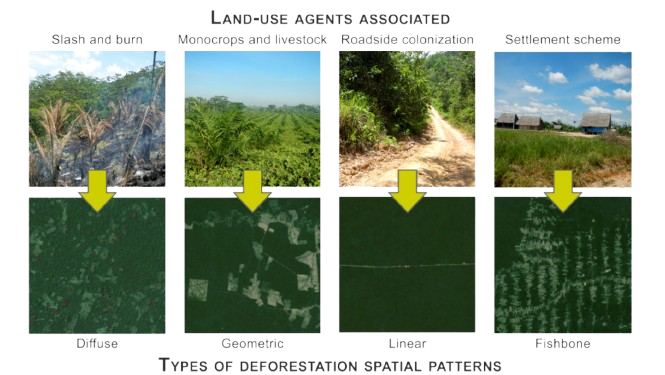 LAND-USE AGENTS ASSOCIATED
Slash and burn Monocrops and livestock Roadside colonization Settlement scheme
Diffuse Geometric Linear Fishbone
TYPES OF DEFORESTATION SPATIAL PATTERNS